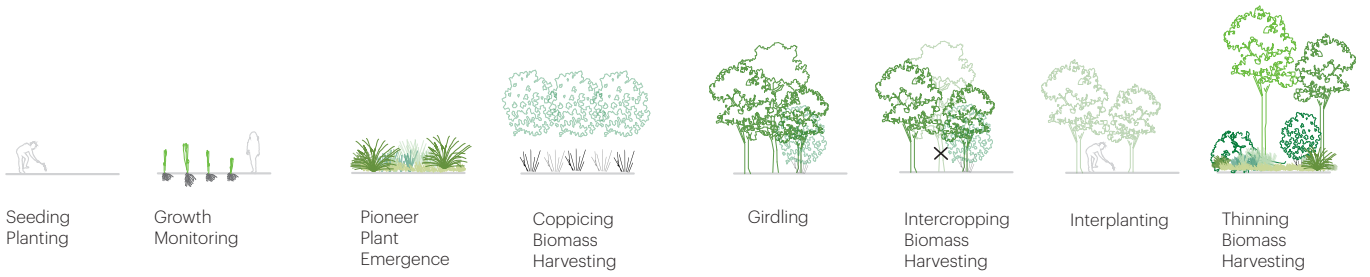 Seeding
Planting
Growth
Monitoring
Pioneer
Plant
Emergence
Coppicing
Biomass
Harvesting
Girdling
Intercropping
Biomass
Harvesting
Interplanting
Thinning
Biomass
Harvesting